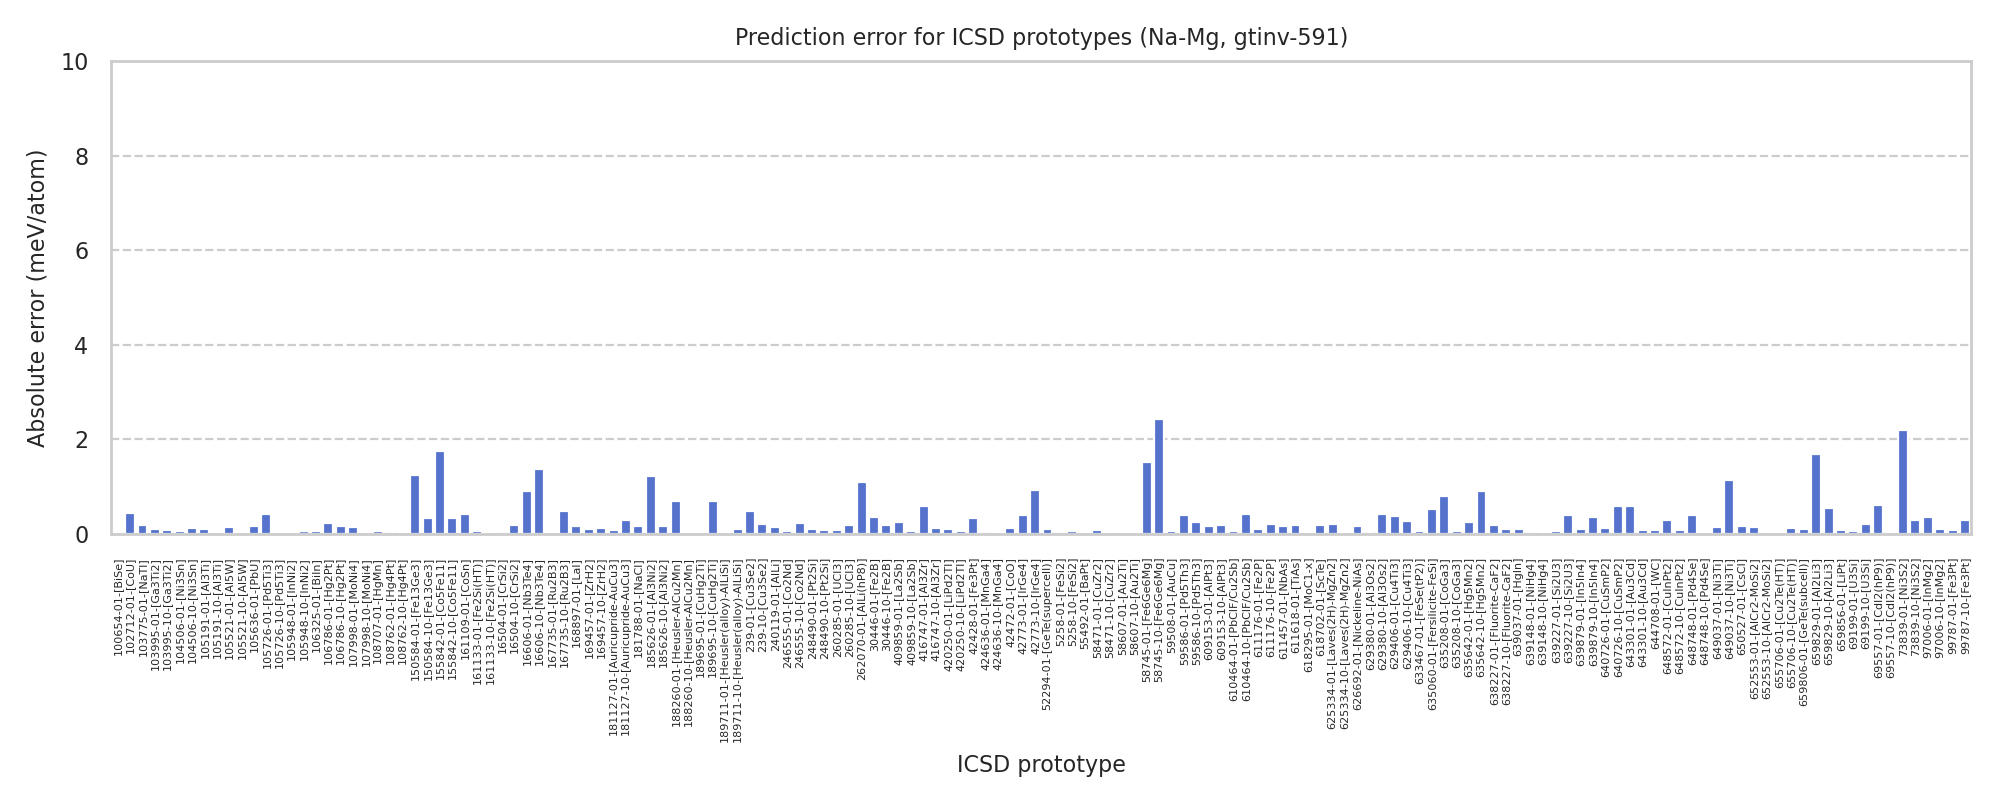 Prediction error for ICSD prototypes (Na-Mg, gtinv-591)
Absolute error (meV/atom)
10
8
6
4
2
0
100654-01-[BiSe]
102712-01-[CoU]
103775-01-[NaTl]
103995-01-[Ga3Ti2]
103995-10-[Ga3Ti2]
104506-01-[Ni3Sn]
104506-10-[Ni3Sn]
105191-01-[Al3Ti]
105191-10-[Al3Ti]
105521-01-[Al5W]
105521-10-[Al5W]
105636-01-[PbU]
105726-01-[Pd5Ti3]
105726-10-[Pd5Ti3]
105948-01-[InNi2]
105948-10-[InNi2]
106325-01-[BiIn]
106786-01-[Hg2Pt]
106786-10-[Hg2Pt]
107998-01-[MoNi4]
107998-10-[MoNi4]
108707-01-[HgMn]
108762-01-[Hg4Pt]
108762-10-[Hg4Pt]
150584-01-[Fe13Ge3]
150584-10-[Fe13Ge3]
155842-01-[Co5Fe11]
155842-10-[Co5Fe11]
161109-01-[CoSn]
161133-01-[Fe2Si(HT)]
161133-10-[Fe2Si(HT)]
16504-01-[CrSi2]
16504-10-[CrSi2]
16606-01-[Nb3Te4]
16606-10-[Nb3Te4]
167735-01-[Ru2B3]
167735-10-[Ru2B3]
168897-01-[LaI]
169457-01-[ZrH2]
169457-10-[ZrH2]
181127-01-[Auricupride-AuCu3]
181127-10-[Auricupride-AuCu3]
181788-01-[NaCl]
185626-01-[Al3Ni2]
185626-10-[Al3Ni2]
188260-01-[Heusler-AlCu2Mn]
188260-10-[Heusler-AlCu2Mn]
189695-01-[CuHg2Ti]
189695-10-[CuHg2Ti]
189711-01-[Heusler(alloy)-AlLiSi]
189711-10-[Heusler(alloy)-AlLiSi]
239-01-[Cu3Se2]
239-10-[Cu3Se2]
240119-01-[AlLi]
246555-01-[Co2Nd]
246555-10-[Co2Nd]
248490-01-[Pt2Si]
248490-10-[Pt2Si]
260285-01-[UCl3]
260285-10-[UCl3]
262070-01-[AlLi(hP8)]
30446-01-[Fe2B]
30446-10-[Fe2B]
409859-01-[La2Sb]
409859-10-[La2Sb]
416747-01-[Al3Zr]
416747-10-[Al3Zr]
420250-01-[LiPd2Tl]
420250-10-[LiPd2Tl]
42428-01-[Fe3Pt]
424636-01-[MnGa4]
424636-10-[MnGa4]
42472-01-[CoO]
42773-01-[IrGe4]
42773-10-[IrGe4]
52294-01-[GeTe(supercell)]
5258-01-[FeSi2]
5258-10-[FeSi2]
55492-01-[BaPt]
58471-01-[CuZr2]
58471-10-[CuZr2]
58607-01-[Au2Ti]
58607-10-[Au2Ti]
58745-01-[Fe6Ge6Mg]
58745-10-[Fe6Ge6Mg]
59508-01-[AuCu]
59586-01-[Pd5Th3]
59586-10-[Pd5Th3]
609153-01-[AlPt3]
609153-10-[AlPt3]
610464-01-[PbClF/Cu2Sb]
610464-10-[PbClF/Cu2Sb]
611176-01-[Fe2P]
611176-10-[Fe2P]
611457-01-[NbAs]
611618-01-[TiAs]
618295-01-[MoC1-x]
618702-01-[ScTe]
625334-01-[Laves(2H)-MgZn2]
625334-10-[Laves(2H)-MgZn2]
626692-01-[Nickeline-NiAs]
629380-01-[Al3Os2]
629380-10-[Al3Os2]
629406-01-[Cu4Ti3]
629406-10-[Cu4Ti3]
633467-01-[FeSe(tP2)]
635060-01-[Fersilicite-FeSi]
635208-01-[CoGa3]
635208-10-[CoGa3]
635642-01-[Hg5Mn2]
635642-10-[Hg5Mn2]
638227-01-[Fluorite-CaF2]
638227-10-[Fluorite-CaF2]
639037-01-[HgIn]
639148-01-[NiHg4]
639148-10-[NiHg4]
639227-01-[Si2U3]
639227-10-[Si2U3]
639879-01-[In5In4]
639879-10-[In5In4]
640726-01-[CuSmP2]
640726-10-[CuSmP2]
643301-01-[Au3Cd]
643301-10-[Au3Cd]
644708-01-[WC]
648572-01-[CuInPt2]
648572-10-[CuInPt2]
648748-01-[Pd4Se]
648748-10-[Pd4Se]
649037-01-[Ni3Ti]
649037-10-[Ni3Ti]
650527-01-[CsCl]
652553-01-[AlCr2-MoSi2]
652553-10-[AlCr2-MoSi2]
655706-01-[Cu2Te(HT)]
655706-10-[Cu2Te(HT)]
659806-01-[GeTe(subcell)]
659829-01-[Al2Li3]
659829-10-[Al2Li3]
659856-01-[LiPt]
69199-01-[U3Si]
69199-10-[U3Si]
69557-01-[CdI2(hP9)]
69557-10-[CdI2(hP9)]
73839-01-[Ni3S2]
73839-10-[Ni3S2]
97006-01-[InMg2]
97006-10-[InMg2]
99787-01-[Fe3Pt]
99787-10-[Fe3Pt]
ICSD prototype